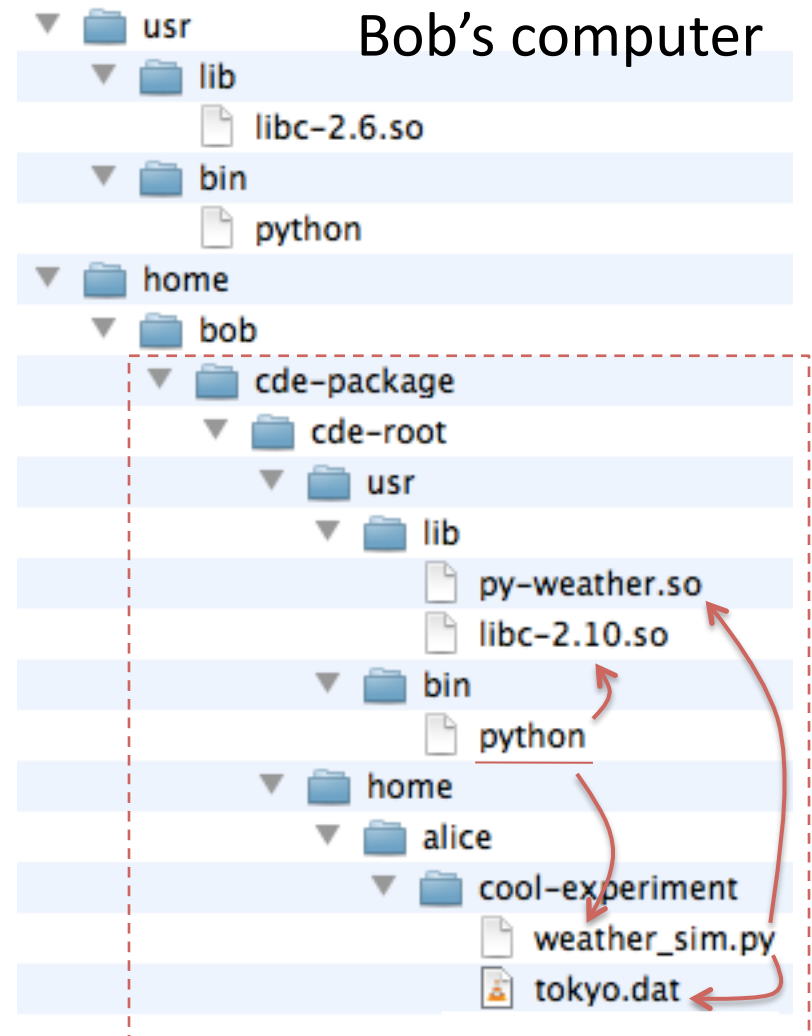 Bob's computer
usr
lib
libc-2.6.so
bin
python
home
bob
cde-package
cde-root
usr
lib
py-weather.so
libc-2.10.so
bin
python
home
alice
cool-experiment
weather_sim.py
tokyo.dat